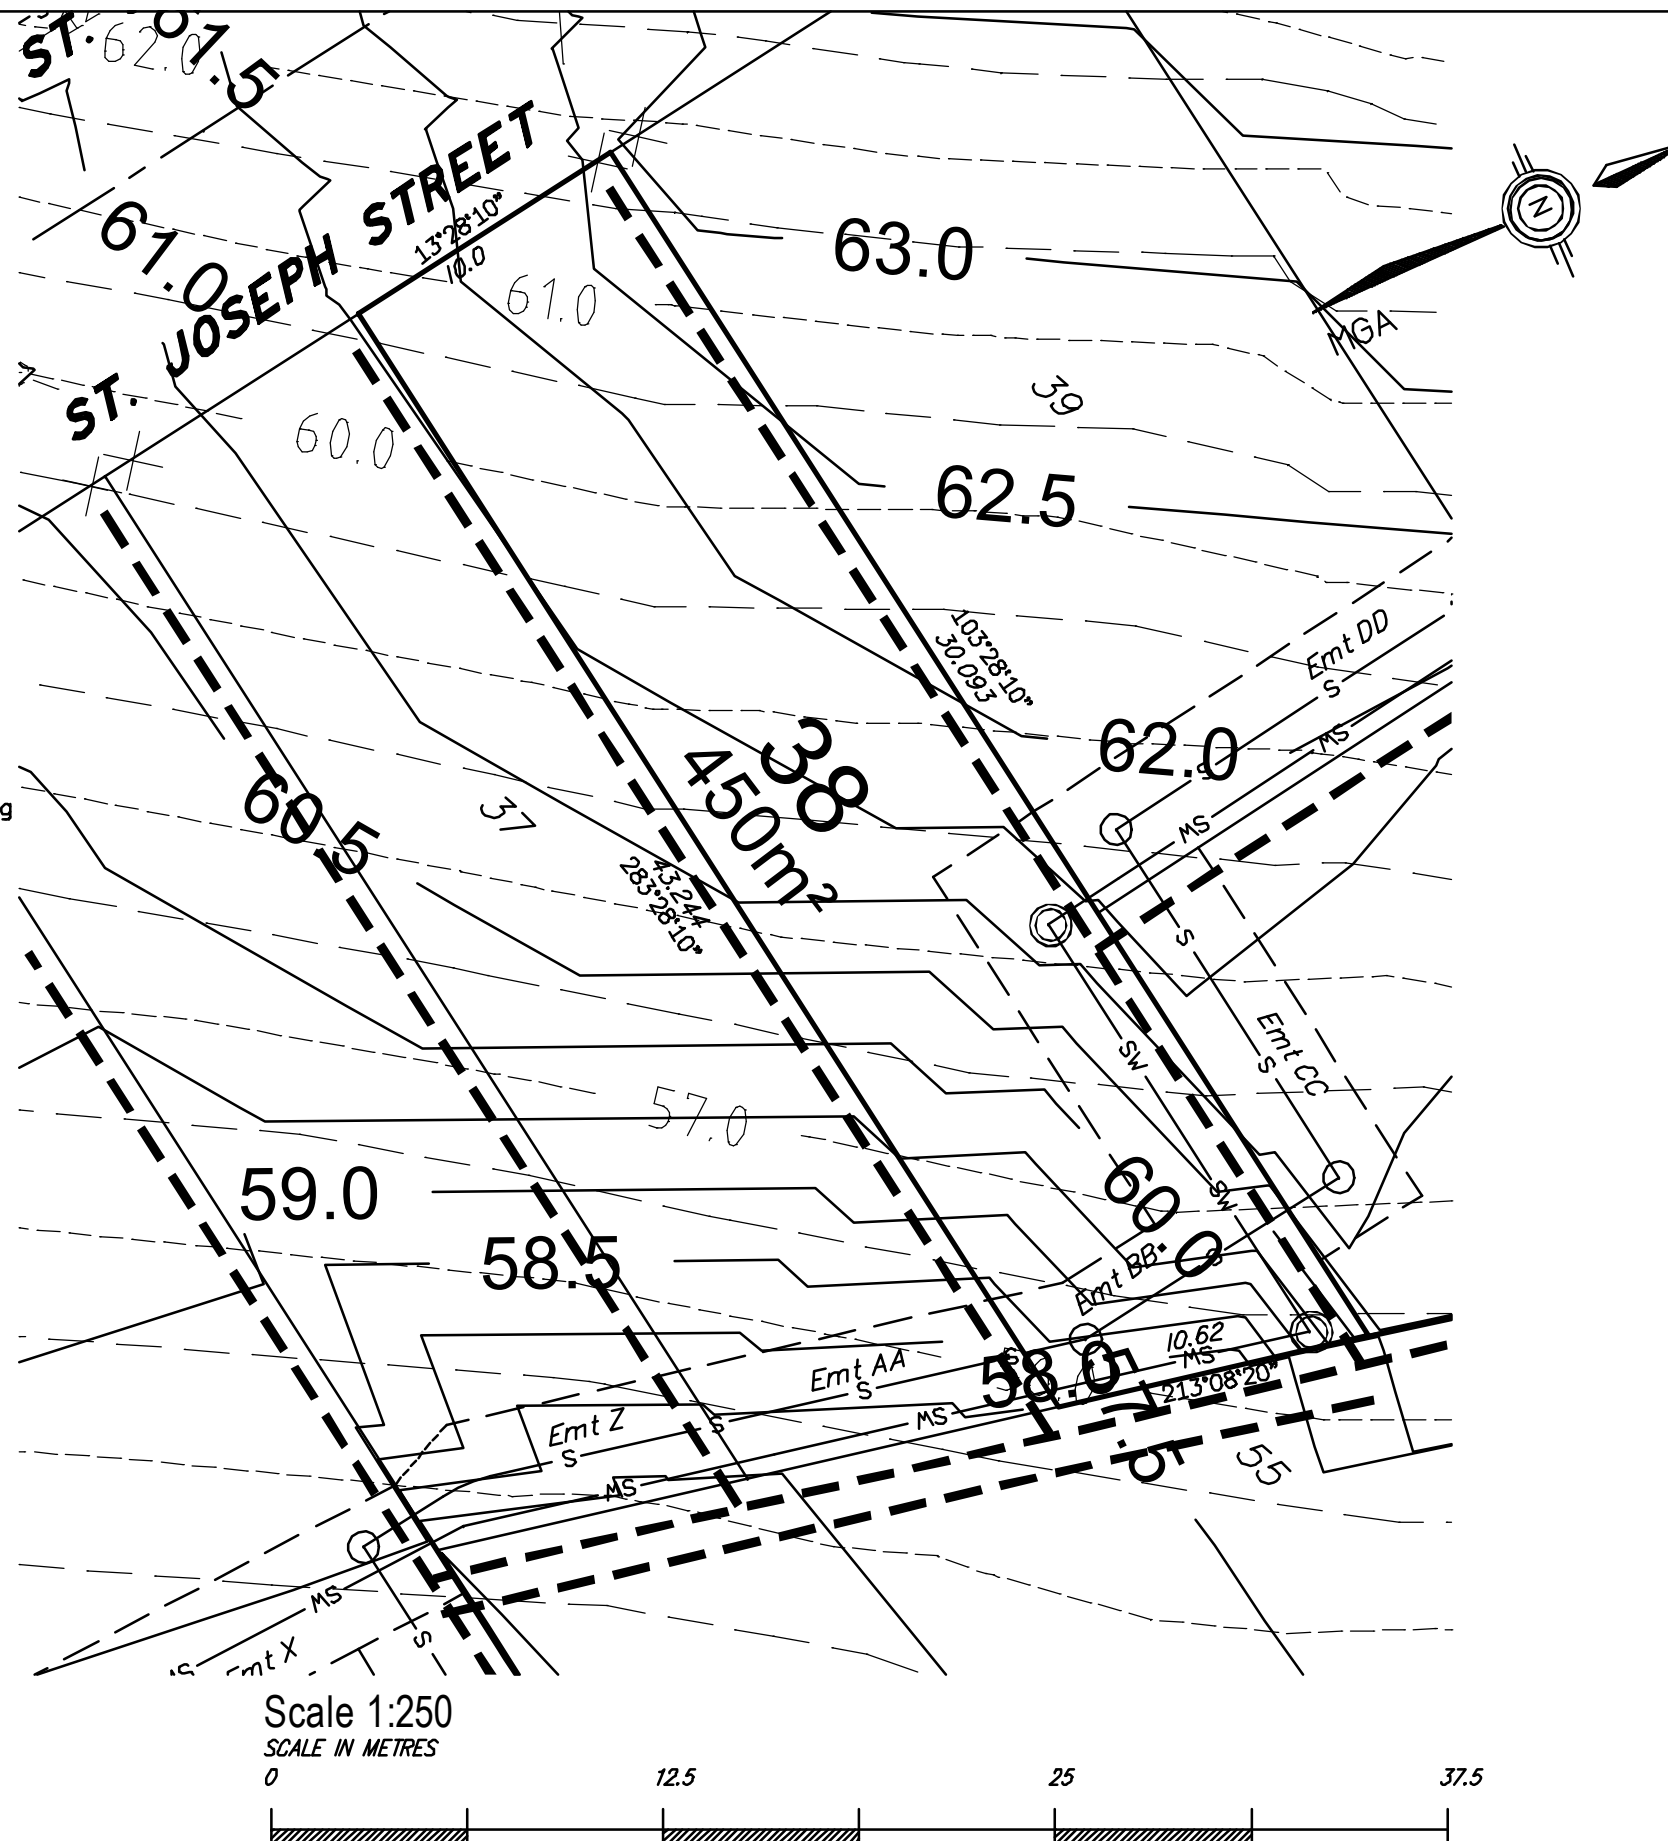 ST.
62.0
61.5
61.0
ST. JOSEPH STREET
13°28'10"
10.0
61.0
63.0
N
MGA
39
60.0
62.5
103°28'10"
30.093
Emt DD
S
MS
62.0
S
MS
38
450m²
37
60.5
g
43.244
283°28'10"
S
SW
Emt CC
S
57.0
59.0
58.5
60.0
SW
Emt BB
S
10.62
MS
S
58.0
213°08'20"
57.5
Emt AA
S
MS
Emt Z
S
S
MS
55
MS
S
MS
Emt X
Scale 1:250
SCALE IN METRES
0
12.5
25
37.5